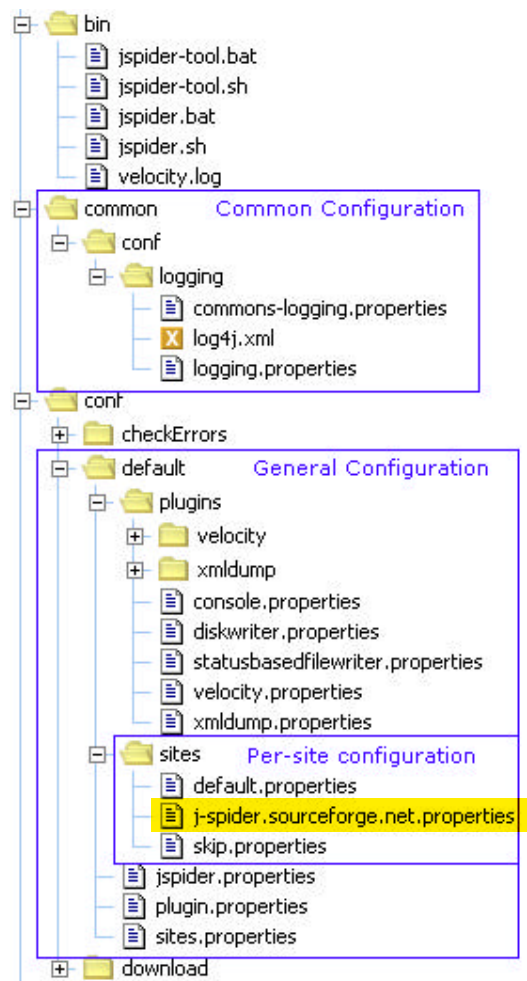 bin
jspider-tool.bat
jspider-tool.sh
jspider.bat
jspider.sh
velocity.log
common Common Configuration
conf
logging
commons-logging.properties
log4j.xml
logging.properties
conf
checkErrors
default General Configuration
plugins
velocity
xmldump
console.properties
diskwriter.properties
statusbasedfilewriter.properties
velocity.properties
xmldump.properties
sites Per-site configuration
default.properties
j-spider.sourceforge.net.properties
skip.properties
jspider.properties
plugin.properties
sites.properties
download